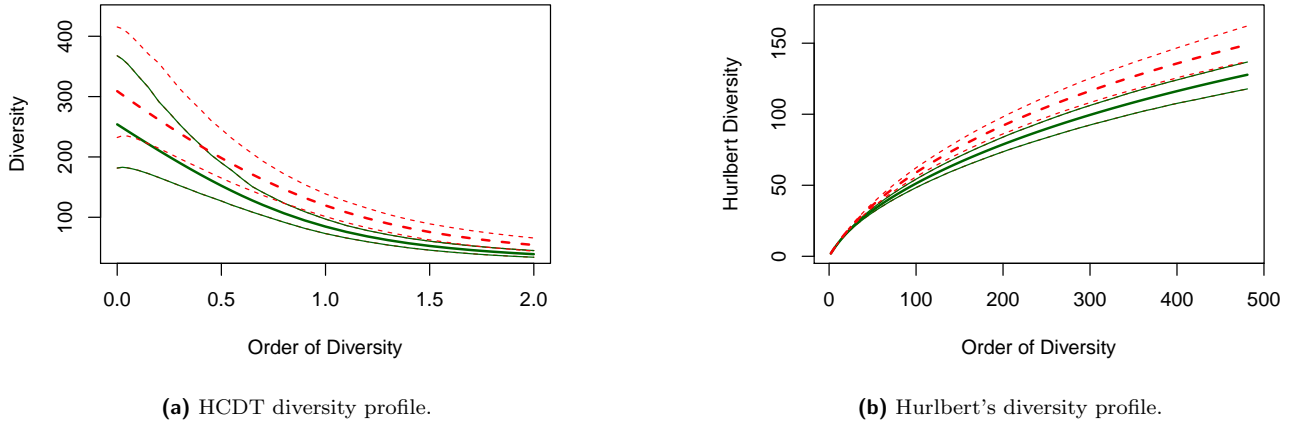 400
300
200
100
Diversity
0.0 0.5 1.0 1.5 2.0
Order of Diversity
(a) HCDT diversity profile.
150
100
50
0
Hurlbert Diversity
0 100 200 300 400 500
Order of Diversity
(b) Hurlbert's diversity profile.